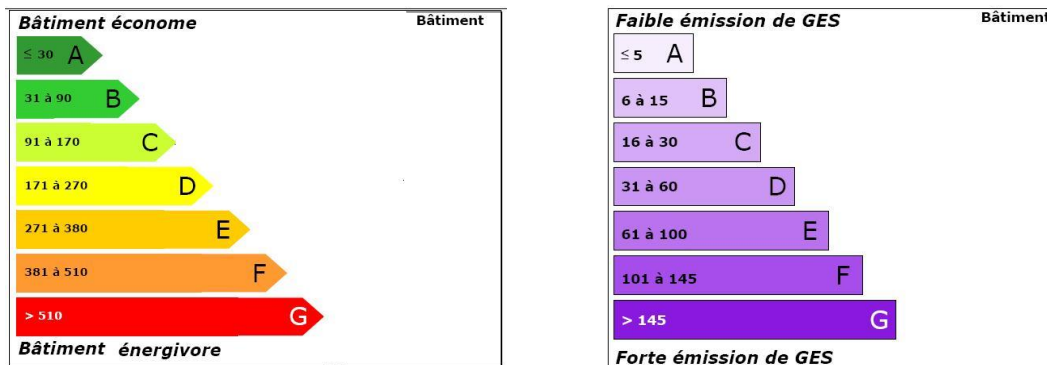 Bâtiment économe
Bâtiment
≤ 30 A
31 à 90 B
91 à 170 C
171 à 270 D
271 à 380 E
381 à 510 F
> 510 G
Bâtiment énergivore
Faible émission de GES
Bâtiment
≤ 5 A
6 à 15 B
16 à 30 C
31 à 60 D
61 à 100 E
101 à 145 F
> 145 G
Forte émission de GES